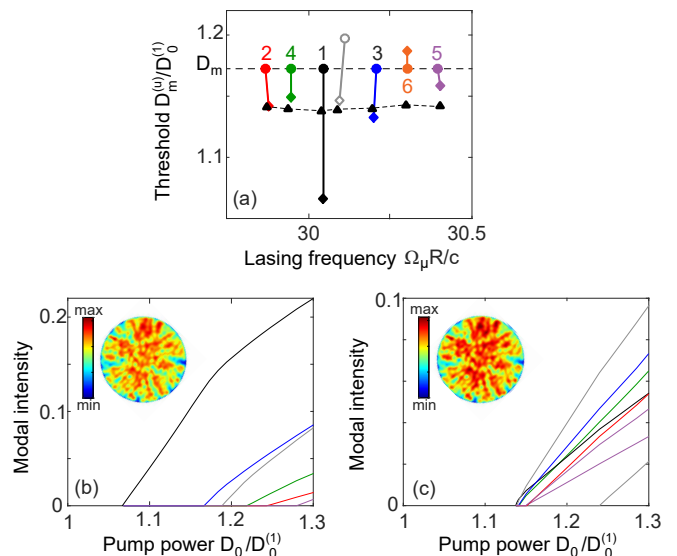 1.2
2 4 1 3 5
D_m
6
1.1
Threshold D_m^(u)/D_0^(1)
(a)
30 30.5
Lasing frequency Ω_μR/c
0.2
max
min
0.1
0
Modal intensity
(b)
1 1.1 1.2 1.3
Pump power D_0/D_0^(1)
0.1
max
min
0
Modal intensity
(c)
1 1.1 1.2 1.3
Pump power D_0/D_0^(1)